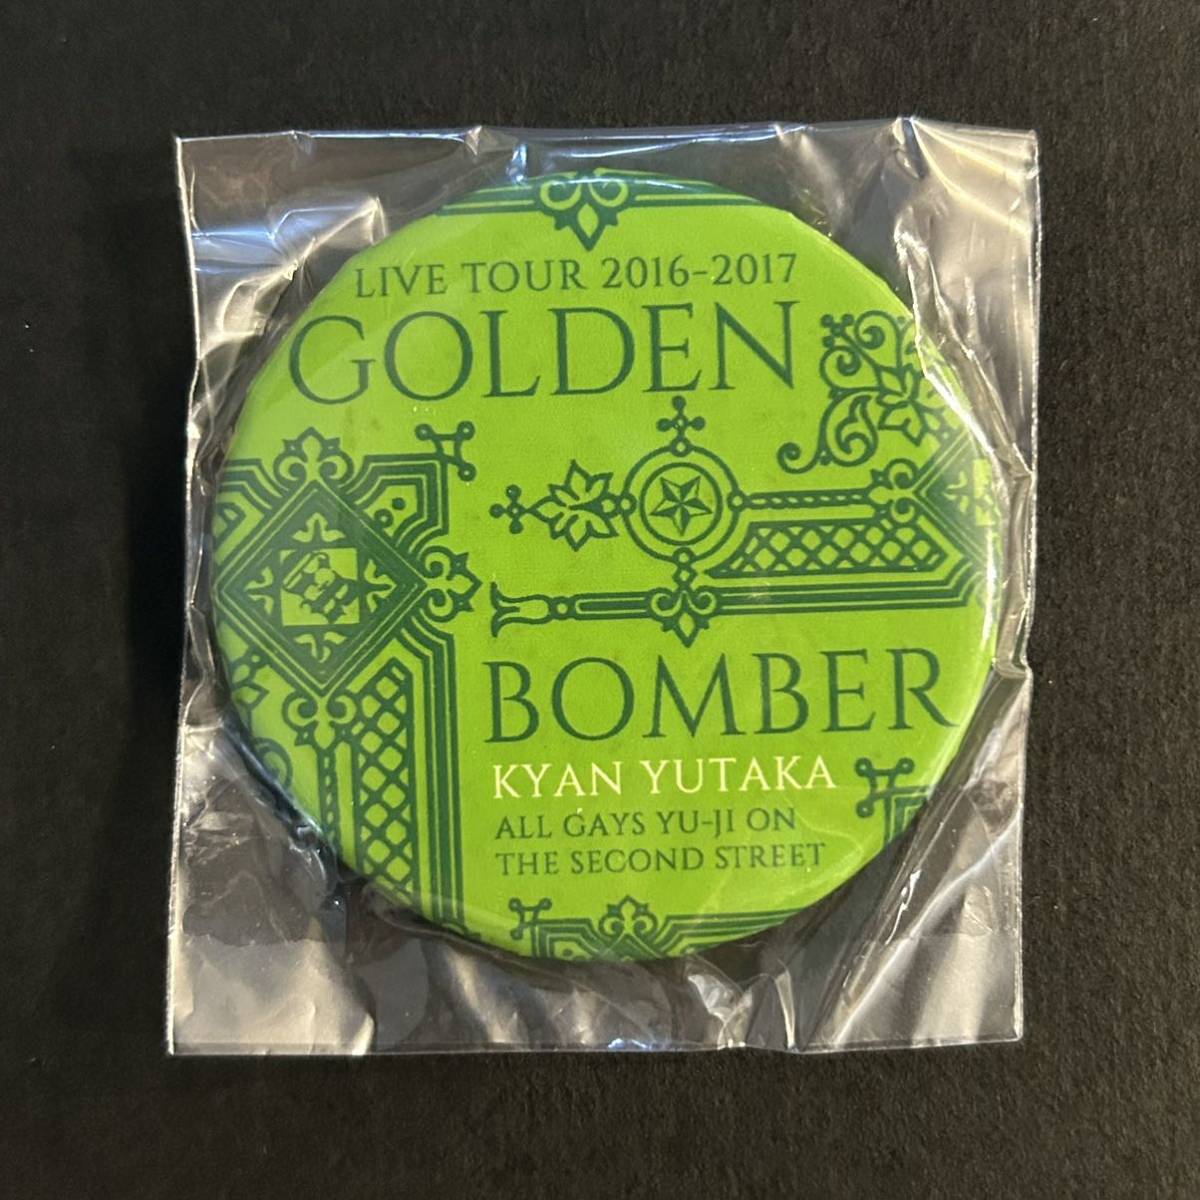 LIVE TOUR 2016-2017
GOLDEN
BOMBER
KYAN YUTAKA
ALL GAYS YU-JI ON
THE SECOND STREET